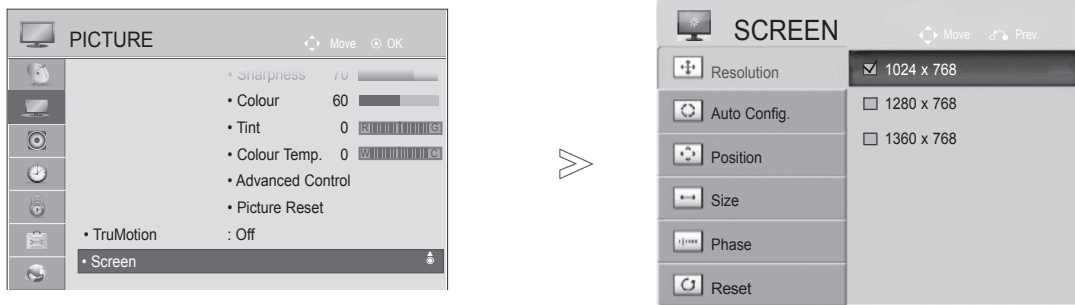 PICTURE
Move OK
• Sharpness 70
• Colour 60
• Tint 0 R G
• Colour Temp. 0 W C
• Advanced Control
• Picture Reset
• TruMotion : Off
• Screen
SCREEN
Move Prev.
Resolution
Auto Config.
Position
Size
Phase
Reset
1024 x 768
1280 x 768
1360 x 768